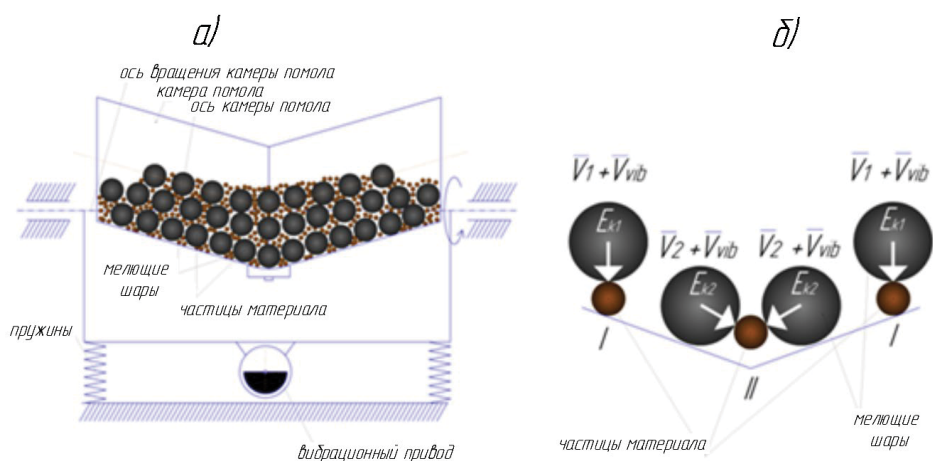 а)
ось вращения камеры помола
камера помола
ось камеры помола
мелющие
шары
частицы материала
пружины
вибрационный привод
б)
V1 + Vvib
V1 + Vvib
Ek1
Ek1
V2 + Vvib
V2 + Vvib
Ek2
Ek2
I
I
II
мелющие
шары
частицы материала